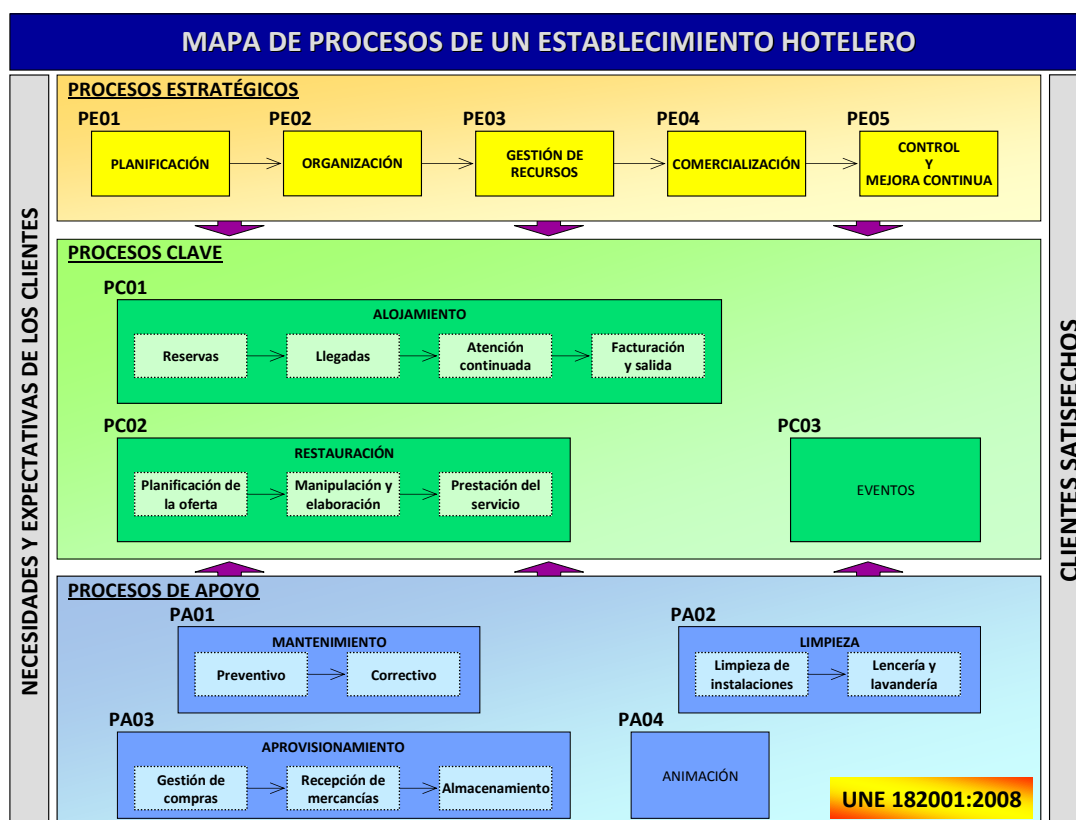 MAPA DE PROCESOS DE UN ESTABLECIMIENTO HOTELERO
NECESIDADES Y EXPECTATIVAS DE LOS CLIENTES
PROCESOS ESTRATÉGICOS
PE01
PLANIFICACIÓN
PE02
ORGANIZACIÓN
PE03
GESTIÓN DE
RECURSOS
PE04
COMERCIALIZACIÓN
PE05
CONTROL
Y
MEJORA CONTINUA
PROCESOS CLAVE
PC01
ALOJAMIENTO
Reservas
Llegadas
Atención
continuada
Facturación
y salida
PC02
RESTAURACIÓN
Planificación de
la oferta
Manipulación y
elaboración
Prestación del
servicio
PC03
EVENTOS
PROCESOS DE APOYO
PA01
MANTENIMIENTO
Preventivo
Correctivo
PA02
LIMPIEZA
Limpieza de
instalaciones
Lencería y
lavandería
PA03
APROVISIONAMIENTO
Gestión de
compras
Recepción de
mercancías
Almacenamiento
PA04
ANIMACIÓN
UNE 182001:2008
CLIENTES SATISFECHOS